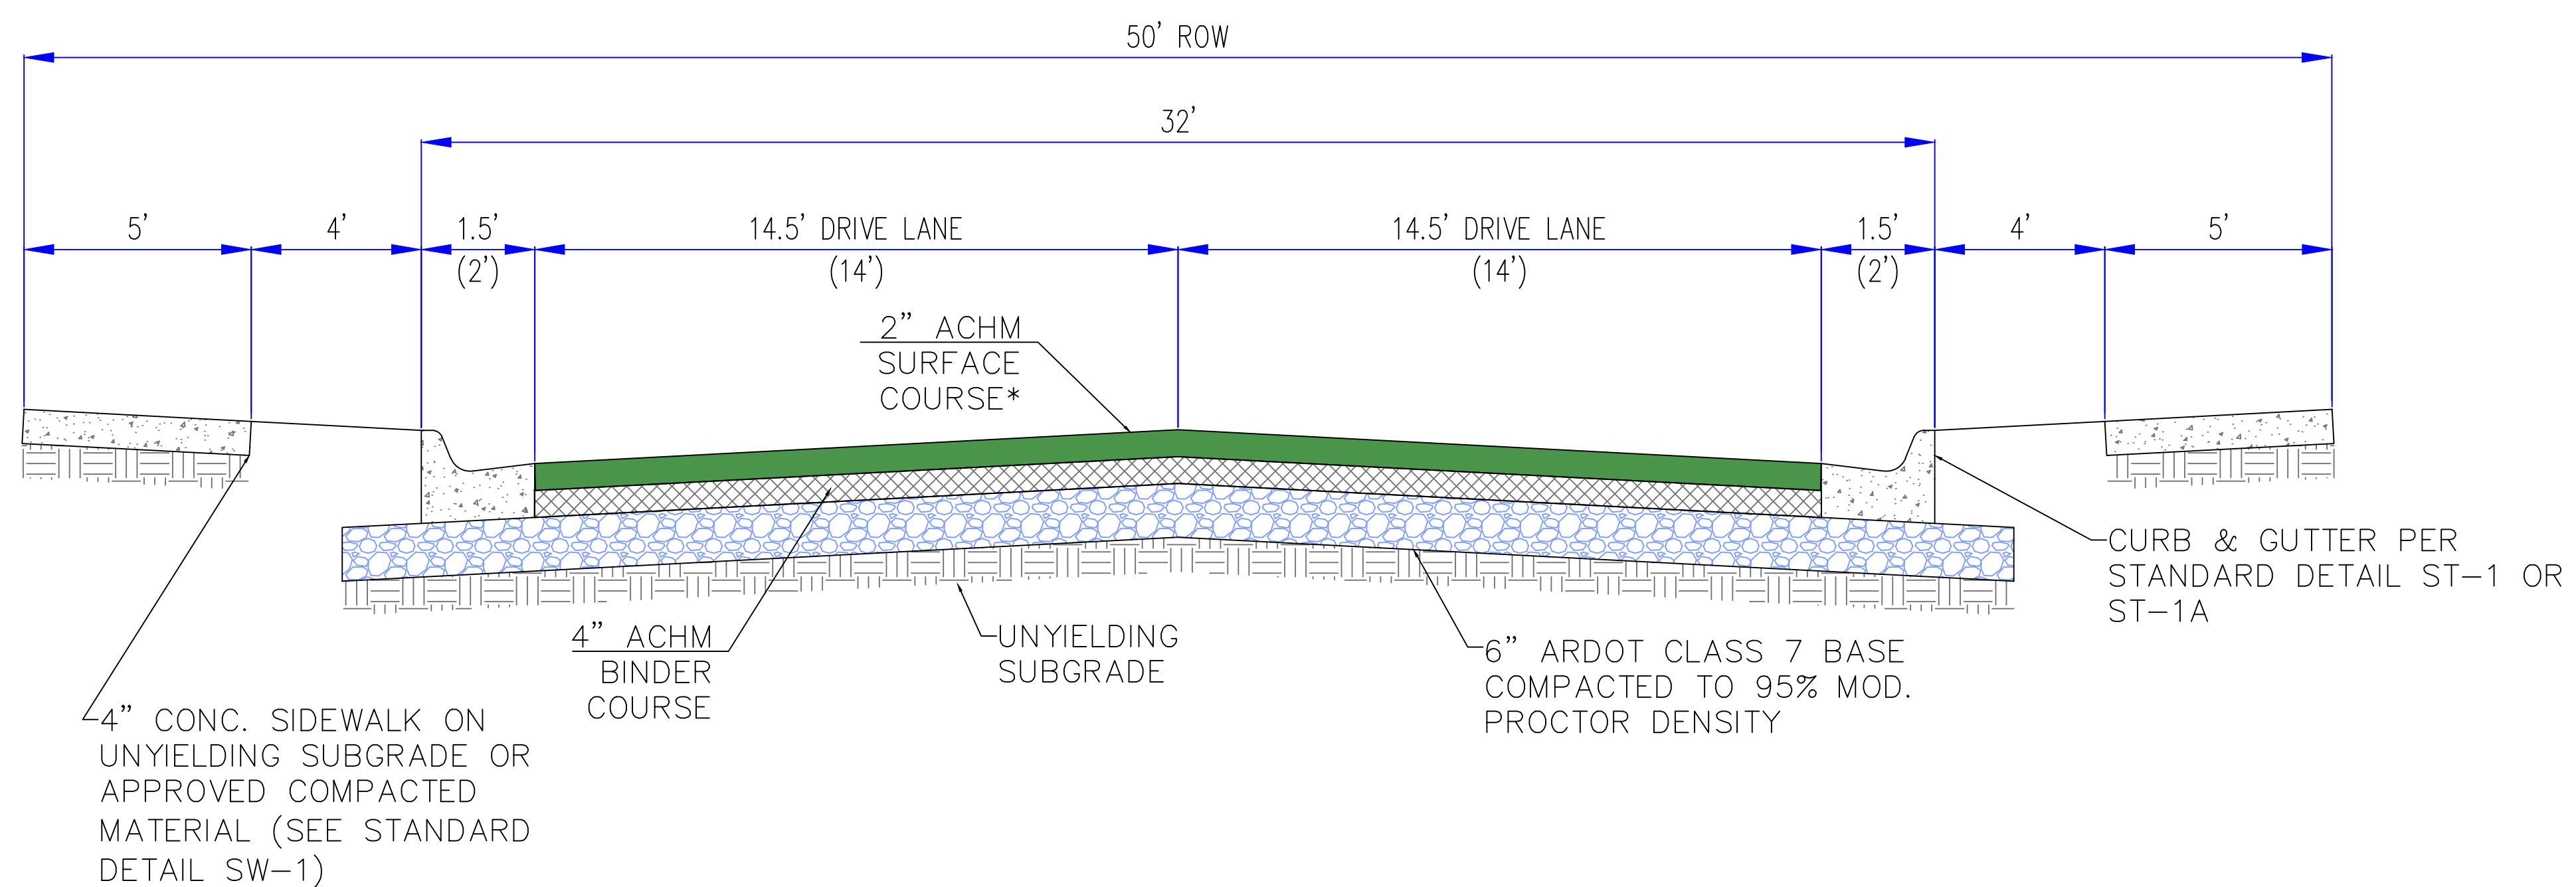 50' ROW
32'
5'
4'
1.5'
(2')
14.5' DRIVE LANE
(14')
14.5' DRIVE LANE
(14')
1.5'
(2')
4'
5'
2" ACHM
SURFACE
COURSE*
4" ACHM
BINDER
COURSE
UNYIELDING
SUBGRADE
6" ARDOT CLASS 7 BASE
COMPACTED TO 95% MOD.
PROCTOR DENSITY
CURB & GUTTER PER
STANDARD DETAIL ST-1 OR
ST-1A
4" CONC. SIDEWALK ON
UNYIELDING SUBGRADE OR
APPROVED COMPACTED
MATERIAL (SEE STANDARD
DETAIL SW-1)